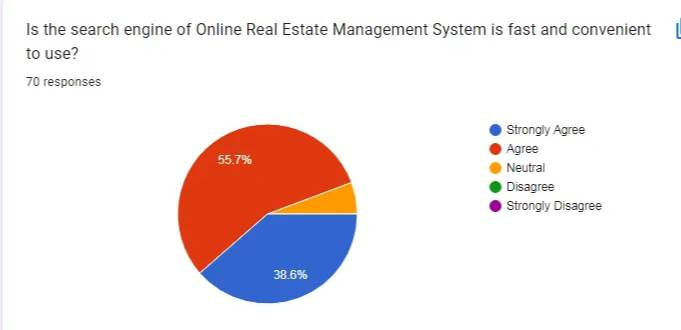 Is the search engine of Online Real Estate Management System is fast and convenient
to use?
70 responses
Strongly Agree
Agree
Neutral
Disagree
Strongly Disagree
55.7%
38.6%